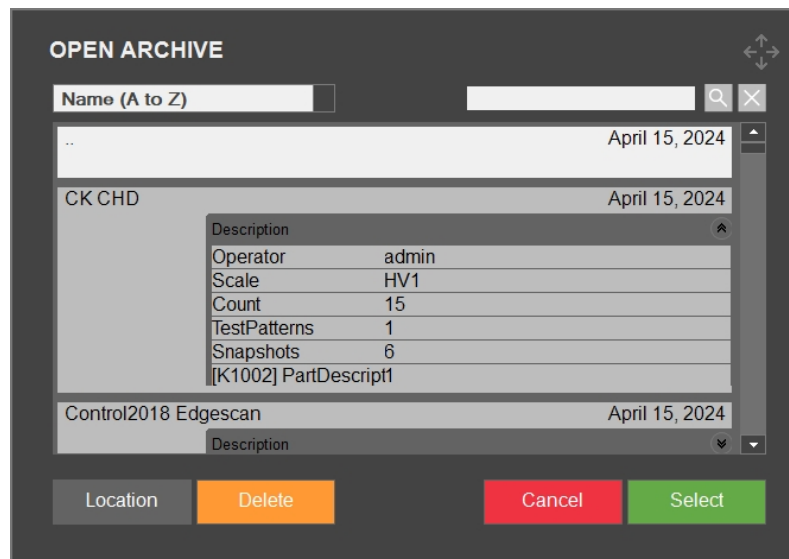 OPEN ARCHIVE
Name (A to Z)
.. April 15, 2024
CK CHD April 15, 2024
Description
Operator admin
Scale HV1
Count 15
TestPatterns 1
Snapshots 6
[K1002] PartDescript1
Control2018 Edgescan April 15, 2024
Description
Location Delete Cancel Select